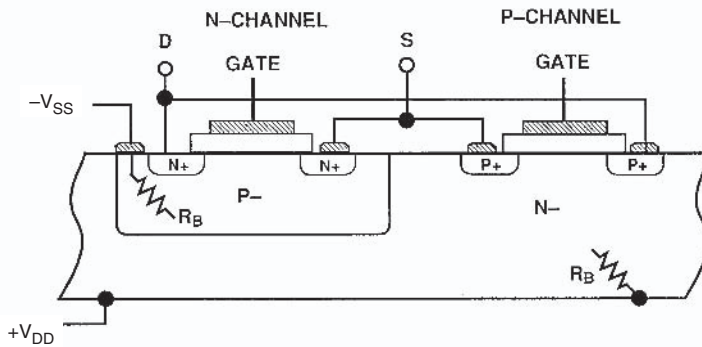 N–CHANNEL
P–CHANNEL
D
S
GATE
GATE
–VSS
N+
N+
P+
P+
RB
P–
N–
RB
+VDD